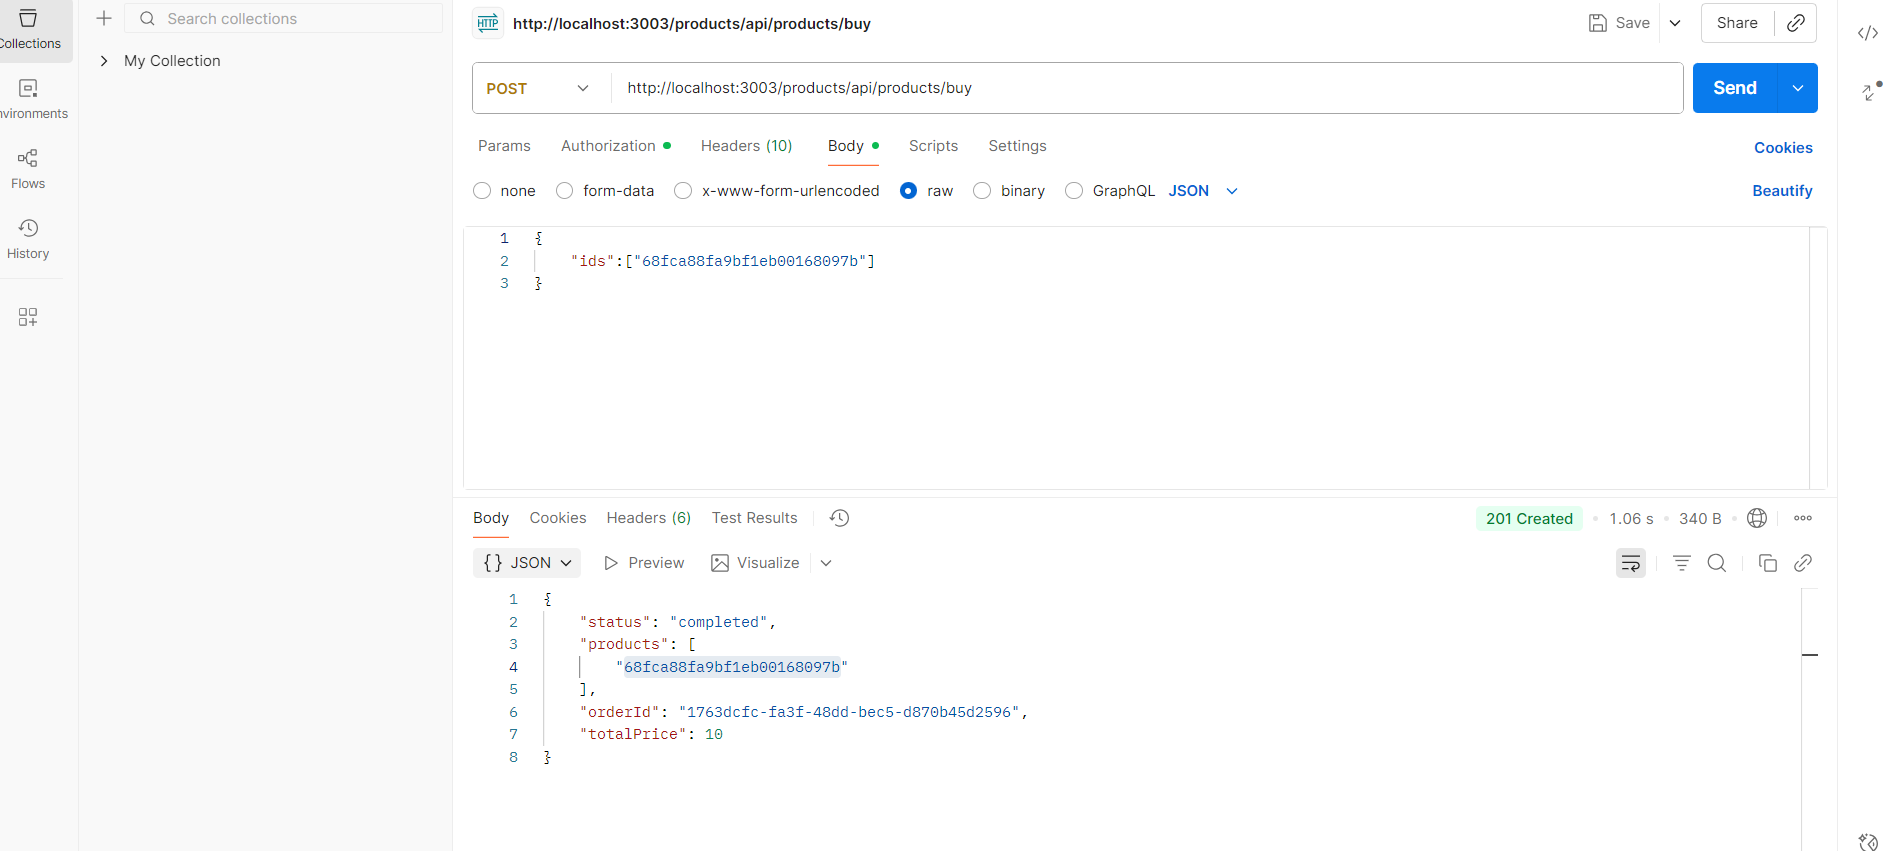 Collections
Search collections
My Collection
nvironments
Flows
History
HTTP http://localhost:3003/products/api/products/buy
Save
Share
POST http://localhost:3003/products/api/products/buy
Send
Params Authorization Headers (10) Body Scripts Settings
Cookies
none form-data x-www-form-urlencoded raw binary GraphQL JSON
Beautify
1 {
2 "ids":["68fca88fa9bf1eb00168097b"]
3 }
Body Cookies Headers (6) Test Results
201 Created 1.06 s 340 B
{} JSON Preview Visualize
1 {
2 "status": "completed",
3 "products": [
4 "68fca88fa9bf1eb00168097b"
5 ],
6 "orderId": "1763dcfc-fa3f-48dd-bec5-d870b45d2596",
7 "totalPrice": 10
8 }